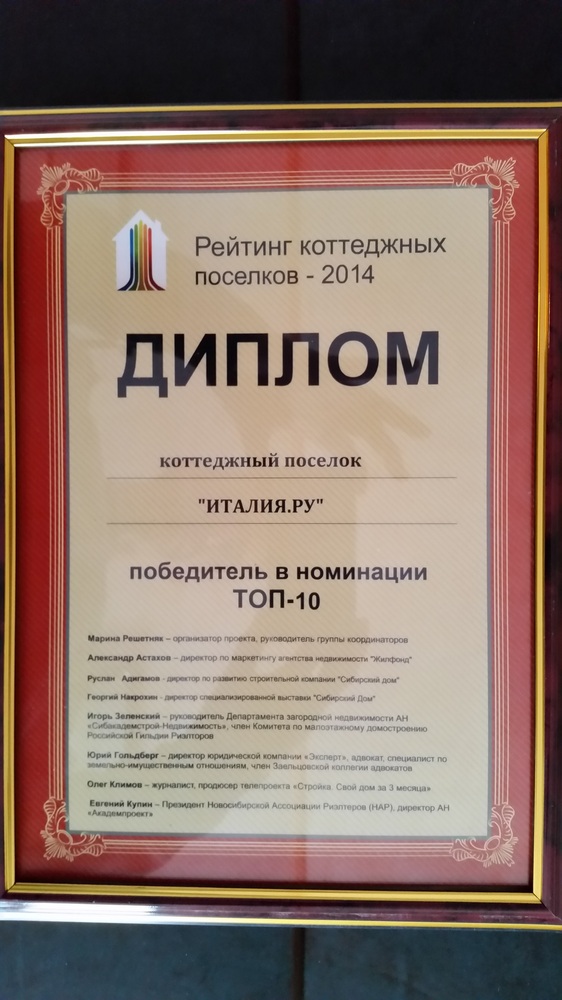 Рейтинг коттеджных
поселков - 2014
ДИПЛОМ
коттеджный поселок
"ИТАЛИЯ.РУ"
победитель в номинации
ТОП-10
Марина Решетняк – организатор проекта, руководитель группы координаторов
Александр Астахов – директор по маркетингу агентства недвижимости "Жилфонд"
Руслан Адигамов - директор по развитию строительной компании "Сибирский дом"
Георгий Накрохин - директор специализированной выставки "Сибирский Дом"
Игорь Зеленский – руководитель Департамента загородной недвижимости АН
«Сибакадемстрой-Недвижимость», член Комитета по малоэтажному домостроению
Российской Гильдии Риэлторов
Юрий Гольдберг – директор юридической компании «Эксперт», адвокат, специалист по
земельно-имущественным отношениям, член Заельцовской коллегии адвокатов
Олег Климов – журналист, продюсер телепроекта «Стройка. Свой дом за 3 месяца»
Евгений Купин – Президент Новосибирской Ассоциации Риэлтеров (НАР), директор АН
«Академпроект»